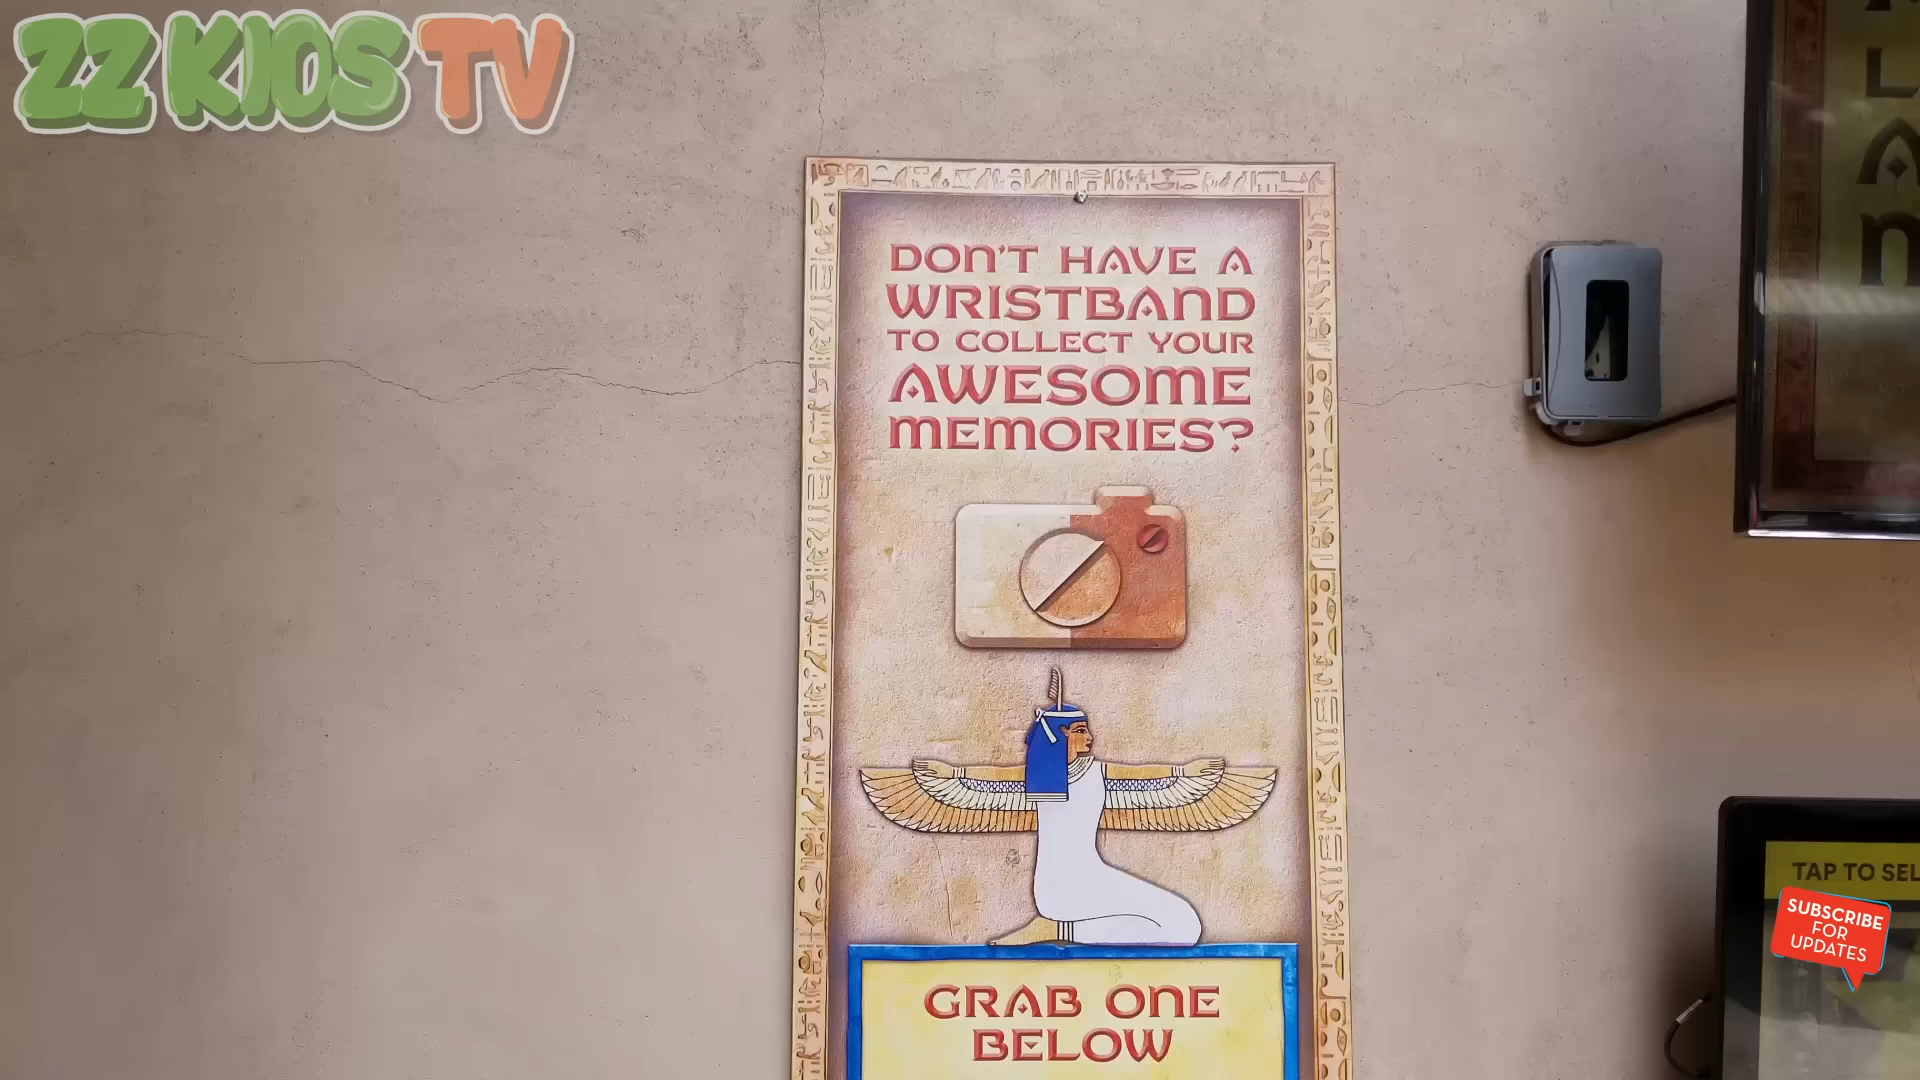 ZZ KIDS TV
DON'T HAVE A
WRISTBAND
TO COLLECT YOUR
AWESOME
MEMORIES?
GRAB ONE
BELOW
TAP TO SEL
SUBSCRIBE
FOR
UPDATES